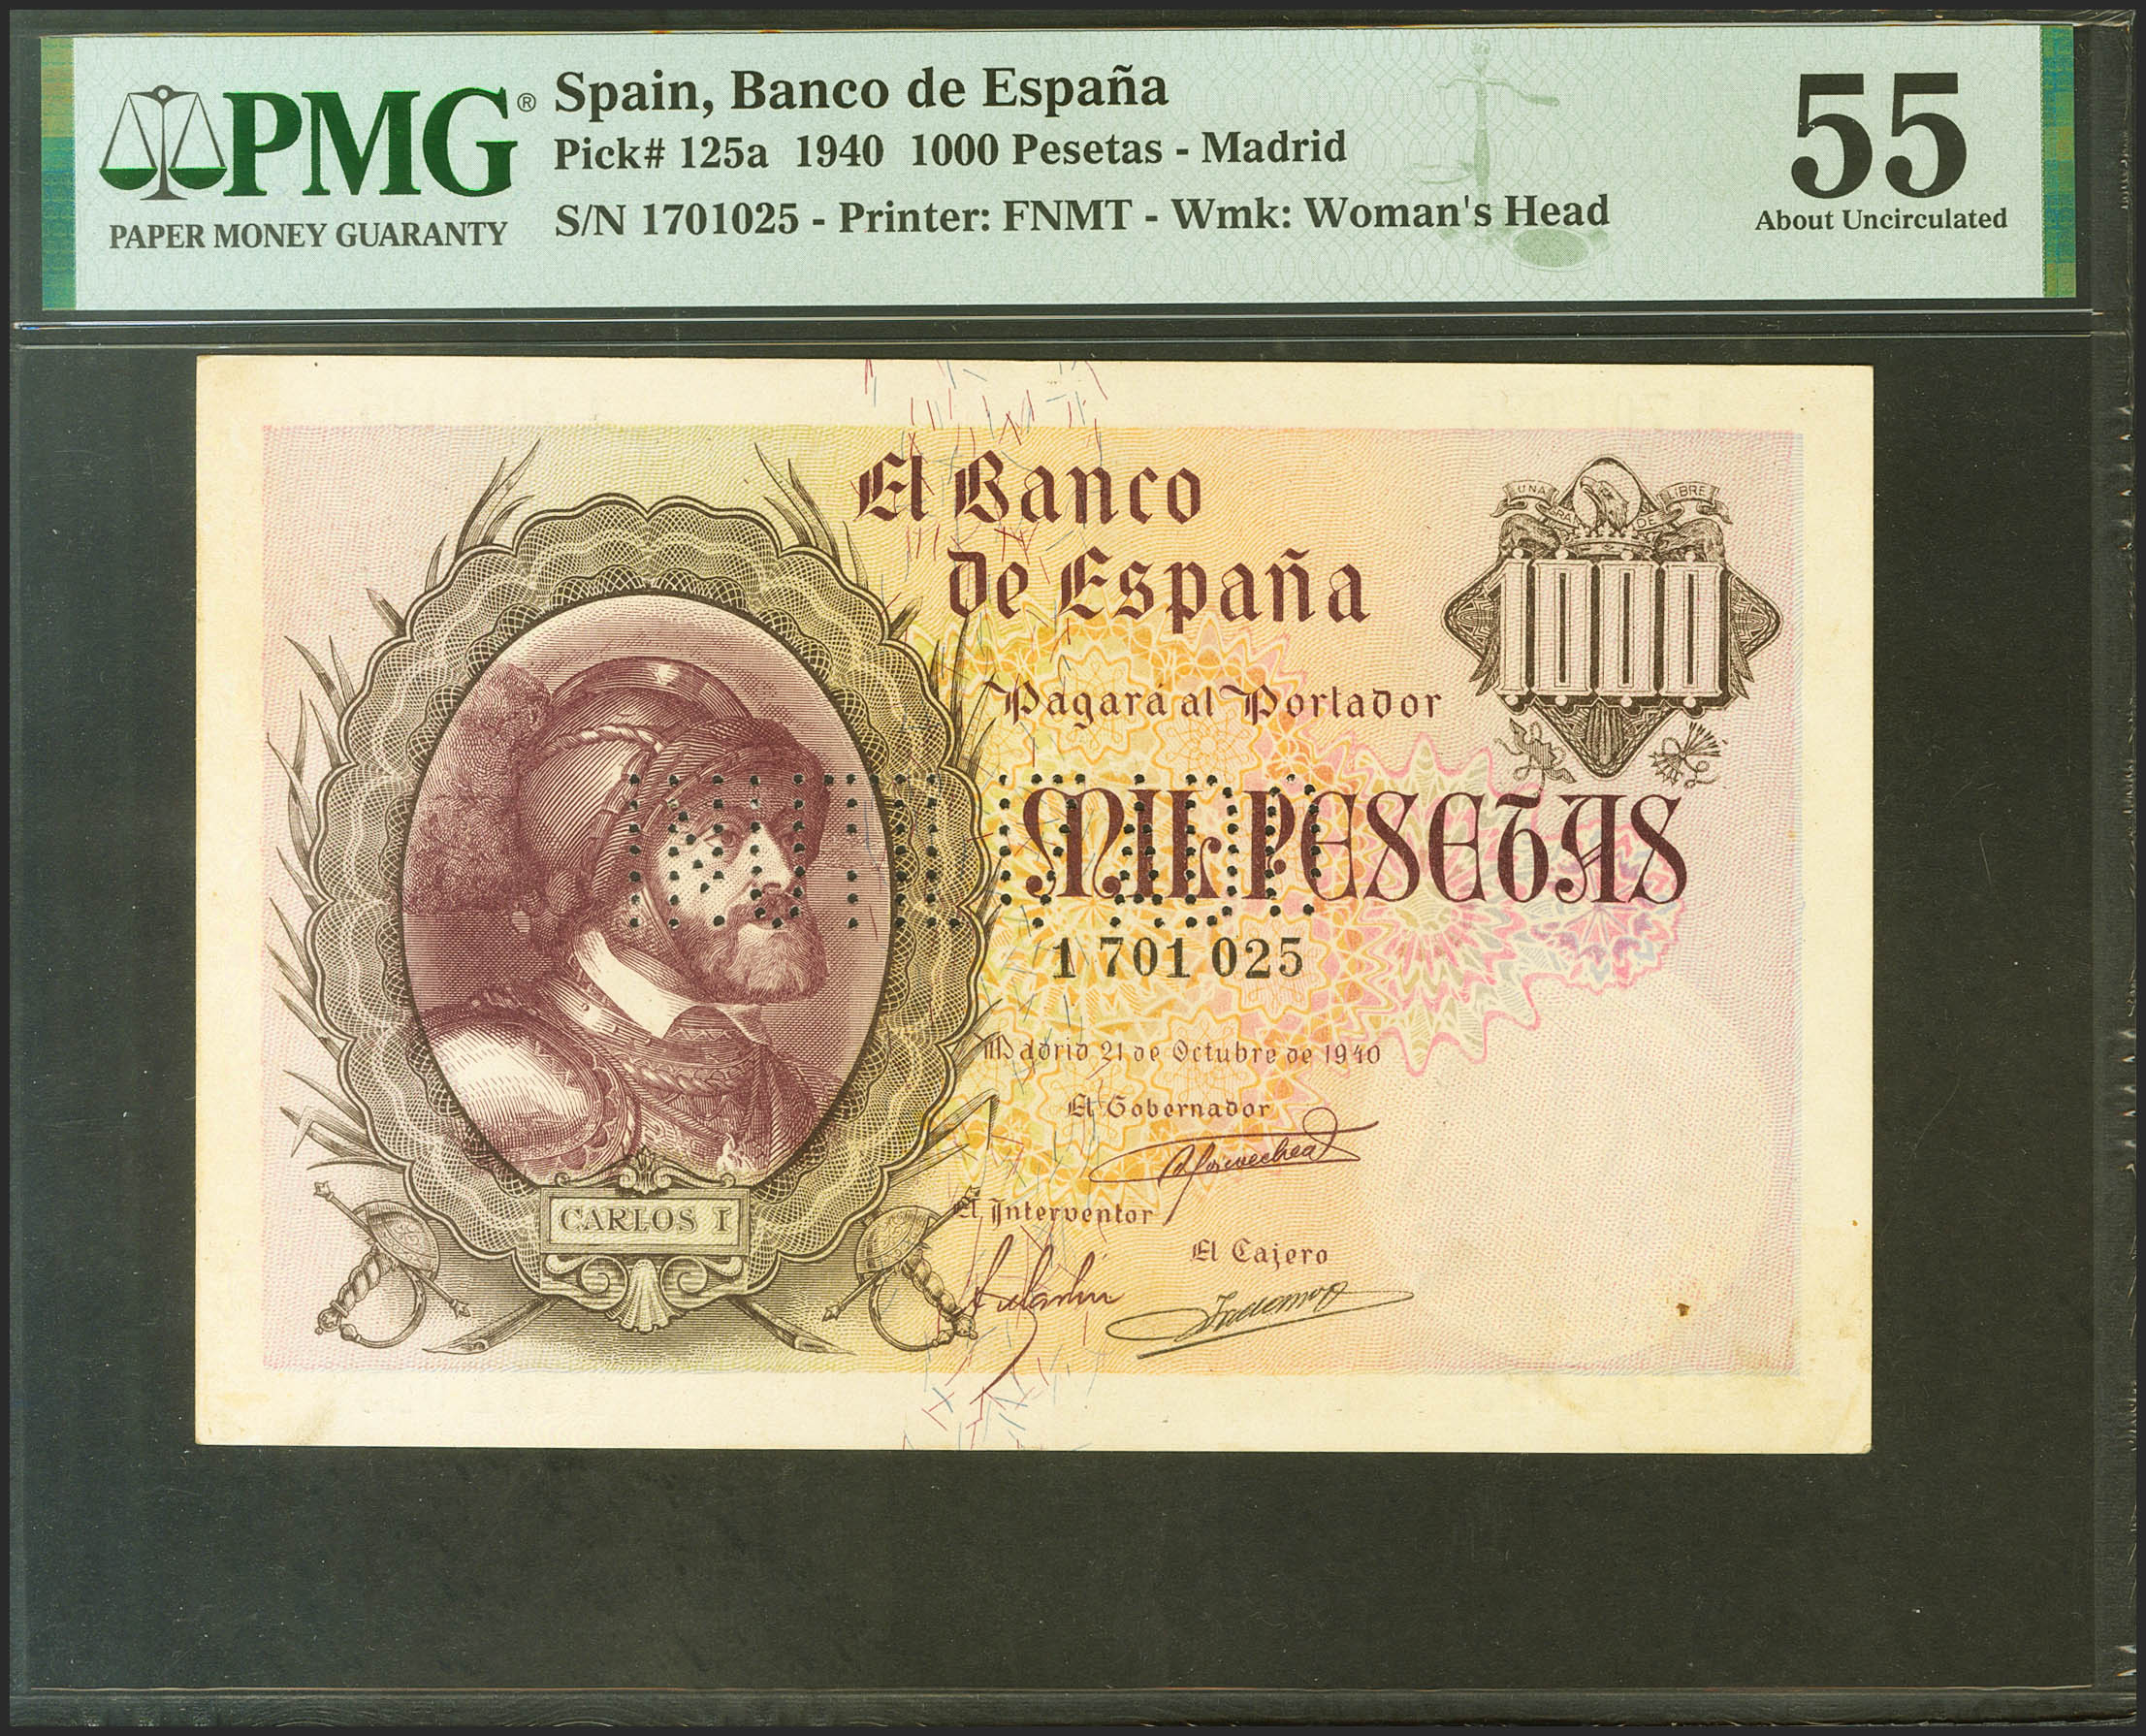 PMG®
PAPER MONEY GUARANTY
Spain, Banco de España
Pick# 125a 1940 1000 Pesetas - Madrid
S/N 1701025 - Printer: FNMT - Wmk: Woman's Head
55
About Uncirculated
El Banco
de España
UNA
LIBRE
DE
1000
Pagará al Portador
MIL PESETAS
1 701 025
Madrid 21 de Octubre de 1940
El Gobernador
El Interventor
El Cajero
CARLOS I